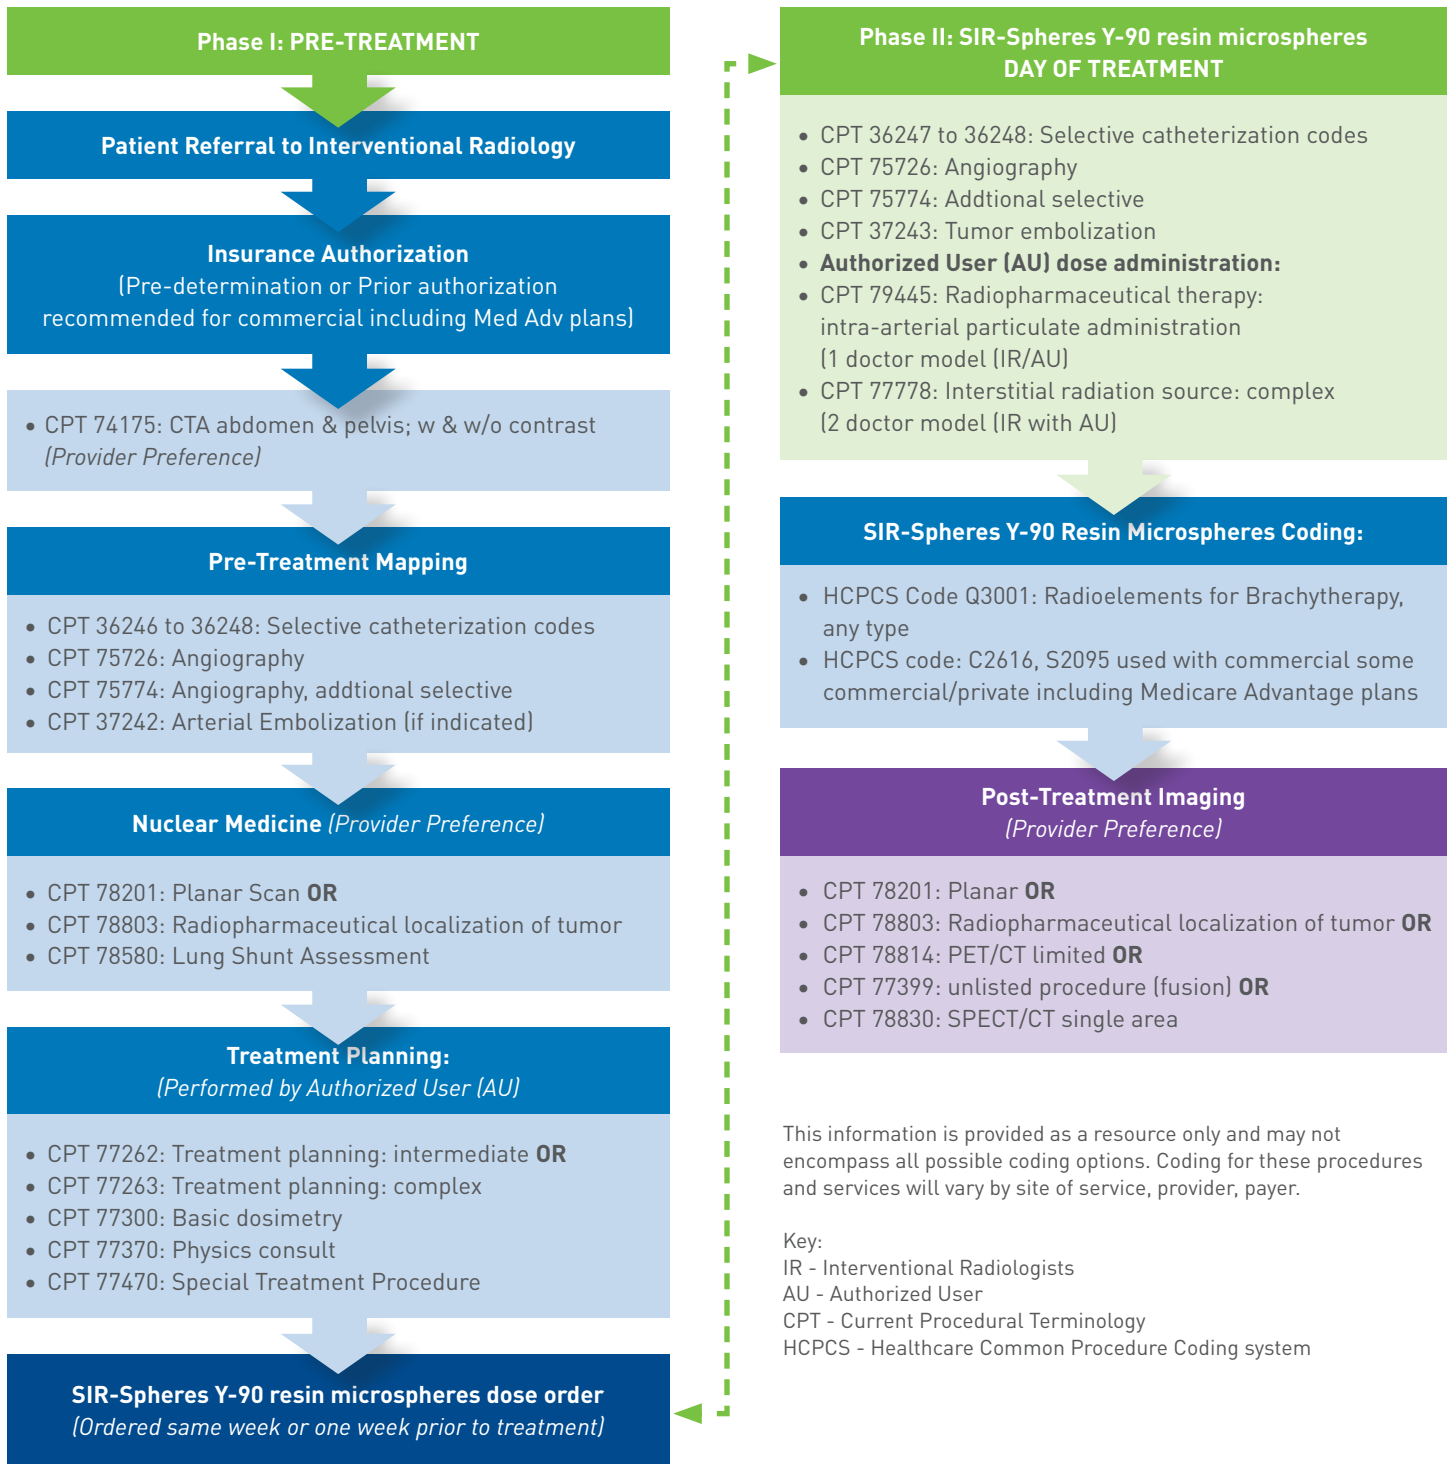 Phase I: PRE-TREATMENT
Patient Referral to Interventional Radiology
Insurance Authorization
(Pre-determination or Prior authorization
recommended for commercial including Med Adv plans)
• CPT 74175: CTA abdomen & pelvis; w & w/o contrast
(Provider Preference)
Pre-Treatment Mapping
• CPT 36246 to 36248: Selective catheterization codes
• CPT 75726: Angiography
• CPT 75774: Angiography, addtional selective
• CPT 37242: Arterial Embolization (if indicated)
Nuclear Medicine (Provider Preference)
• CPT 78201: Planar Scan OR
• CPT 78803: Radiopharmaceutical localization of tumor
• CPT 78580: Lung Shunt Assessment
Treatment Planning:
(Performed by Authorized User (AU)
• CPT 77262: Treatment planning: intermediate OR
• CPT 77263: Treatment planning: complex
• CPT 77300: Basic dosimetry
• CPT 77370: Physics consult
• CPT 77470: Special Treatment Procedure
SIR-Spheres Y-90 resin microspheres dose order
(Ordered same week or one week prior to treatment)
Phase II: SIR-Spheres Y-90 resin microspheres
DAY OF TREATMENT
• CPT 36247 to 36248: Selective catheterization codes
• CPT 75726: Angiography
• CPT 75774: Addtional selective
• CPT 37243: Tumor embolization
• Authorized User (AU) dose administration:
• CPT 79445: Radiopharmaceutical therapy:
intra-arterial particulate administration
(1 doctor model (IR/AU)
• CPT 77778: Interstitial radiation source: complex
(2 doctor model (IR with AU)
SIR-Spheres Y-90 Resin Microspheres Coding:
• HCPCS Code Q3001: Radioelements for Brachytherapy,
any type
• HCPCS code: C2616, S2095 used with commercial some
commercial/private including Medicare Advantage plans
Post-Treatment Imaging
(Provider Preference)
• CPT 78201: Planar OR
• CPT 78803: Radiopharmaceutical localization of tumor OR
• CPT 78814: PET/CT limited OR
• CPT 77399: unlisted procedure (fusion) OR
• CPT 78830: SPECT/CT single area
This information is provided as a resource only and may not
encompass all possible coding options. Coding for these procedures
and services will vary by site of service, provider, payer.
Key:
IR - Interventional Radiologists
AU - Authorized User
CPT - Current Procedural Terminology
HCPCS - Healthcare Common Procedure Coding system